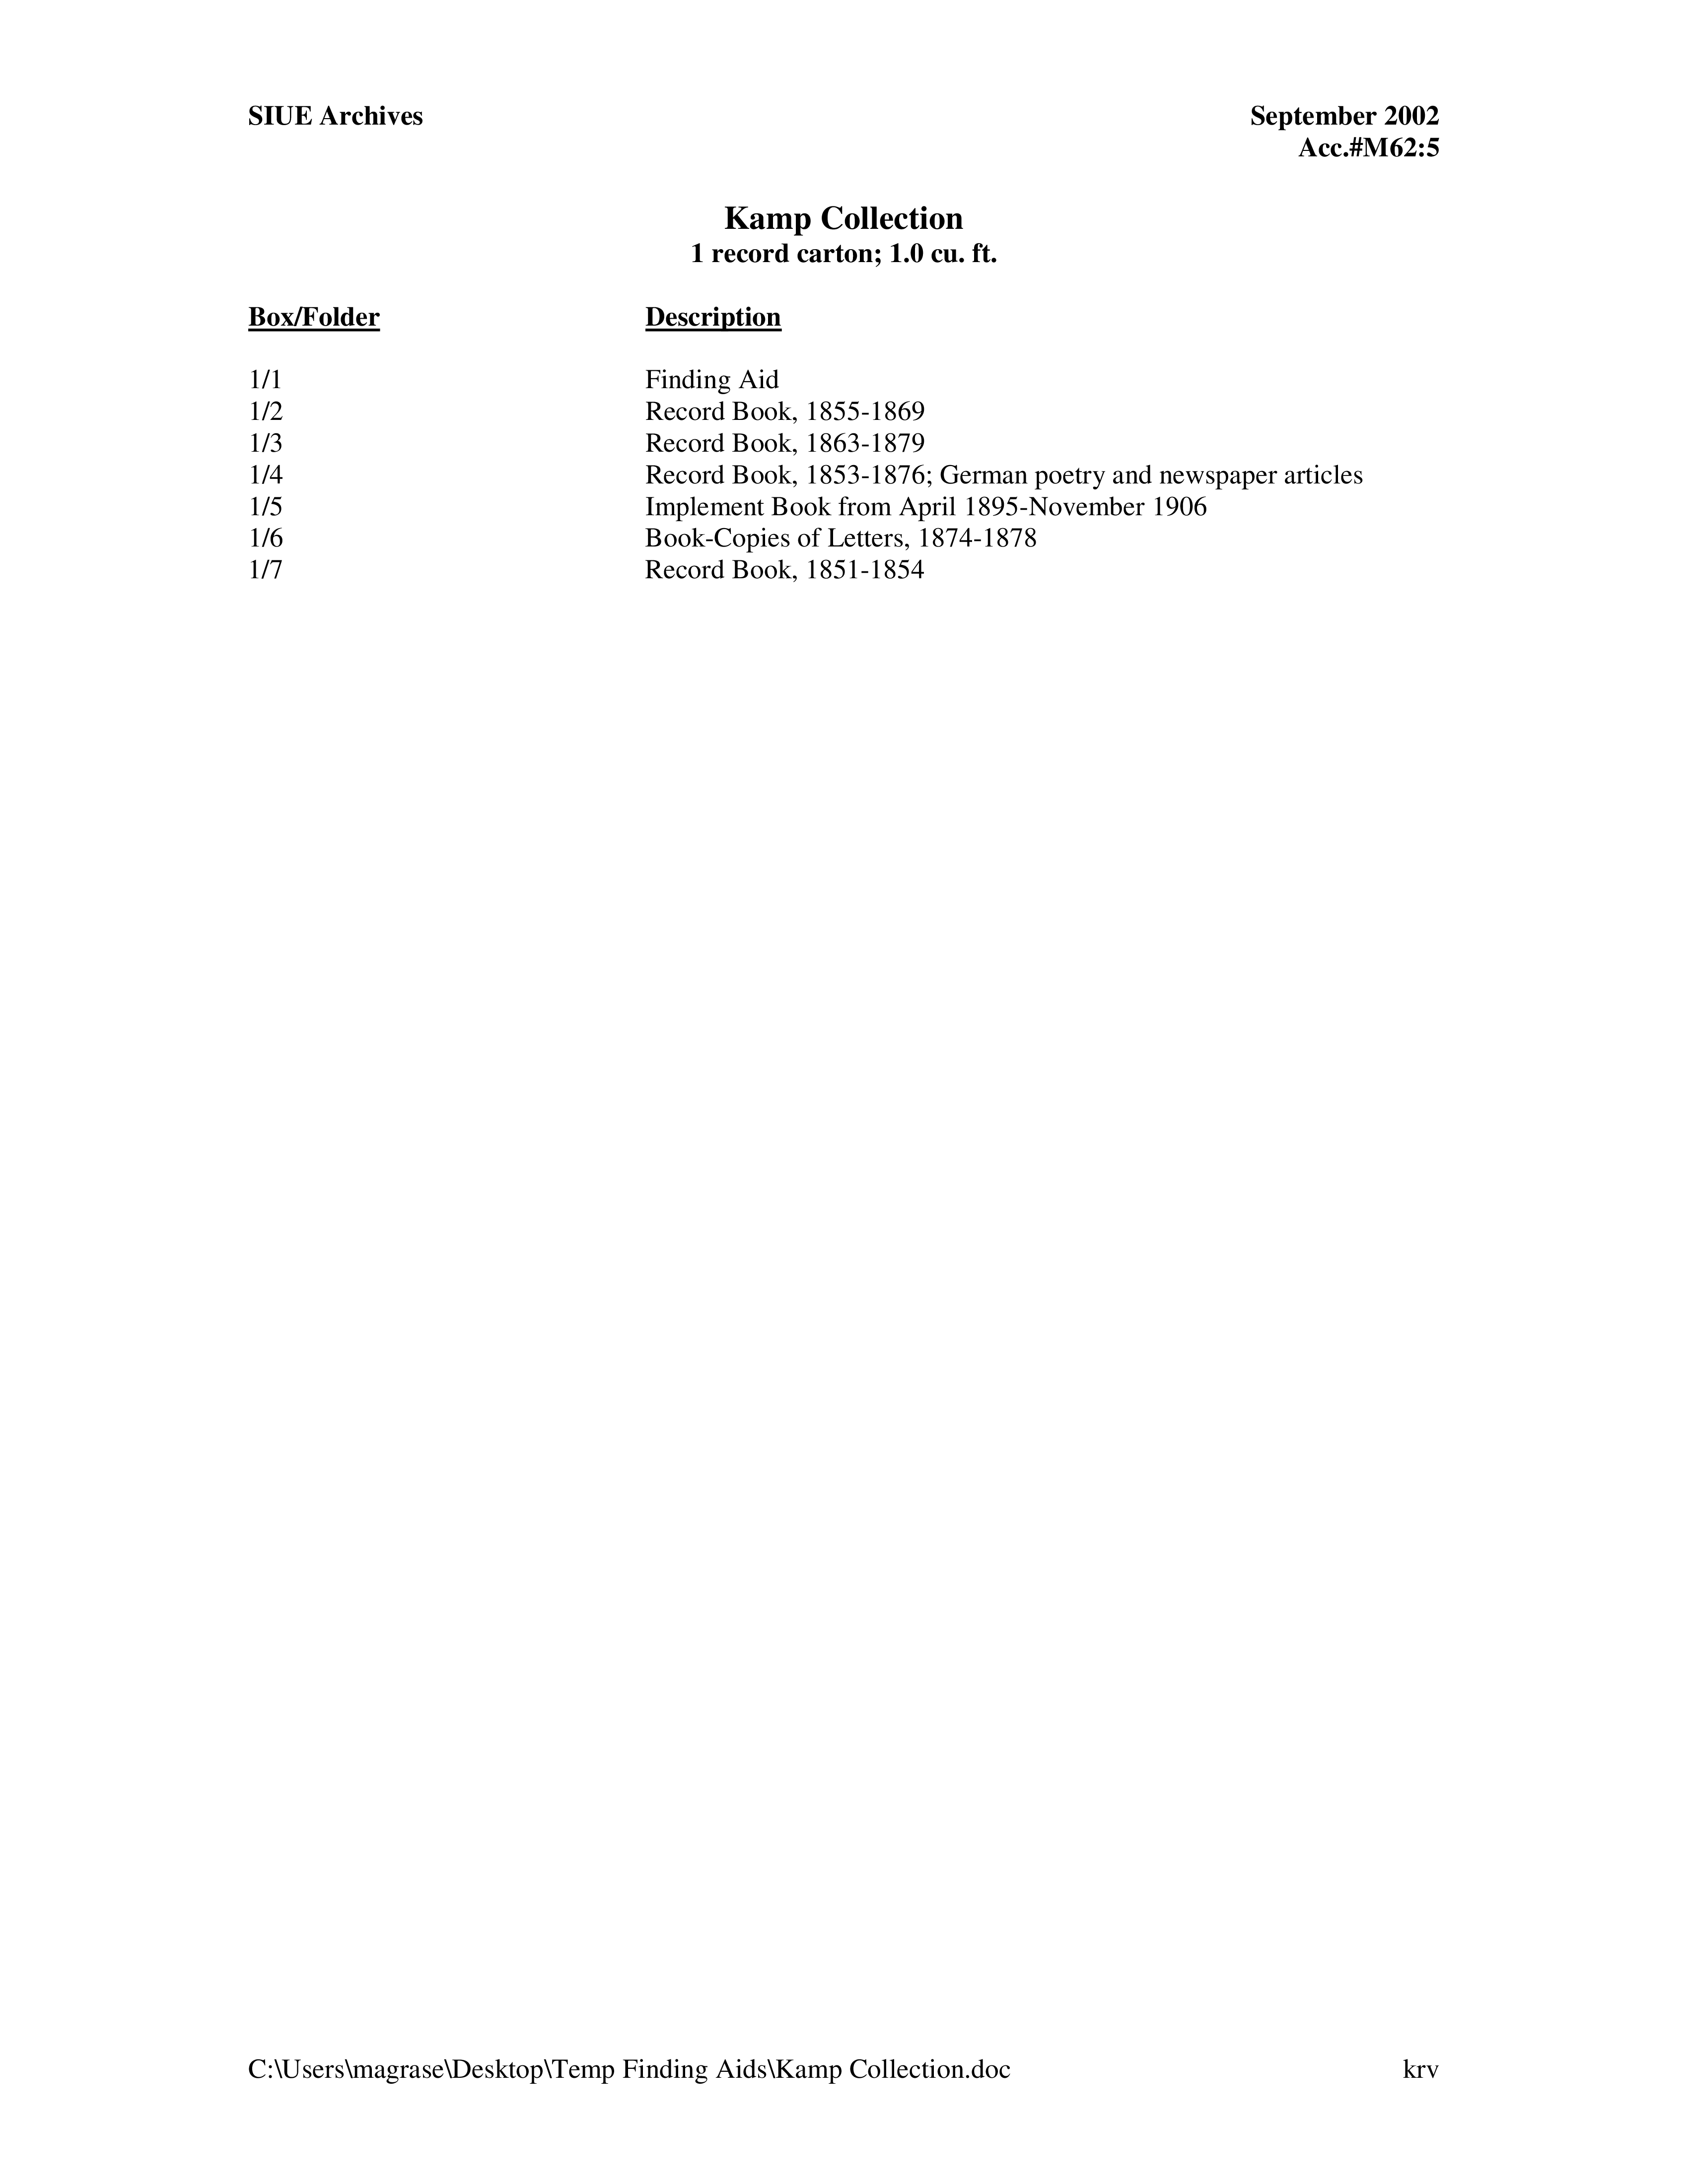 SIUE Archives September 2002
Acc.#M62:5
Kamp Collection
1 record carton; 1.0 cu. ft.
Box/Folder Description
1/1 Finding Aid
1/2 Record Book, 1855-1869
1/3 Record Book, 1863-1879
1/4 Record Book, 1853-1876; German poetry and newspaper articles
1/5 Implement Book from April 1895-November 1906
1/6 Book-Copies of Letters, 1874-1878
1/7 Record Book, 1851-1854
C:\Users\magrase\Desktop\Temp Finding Aids\Kamp Collection.doc krv